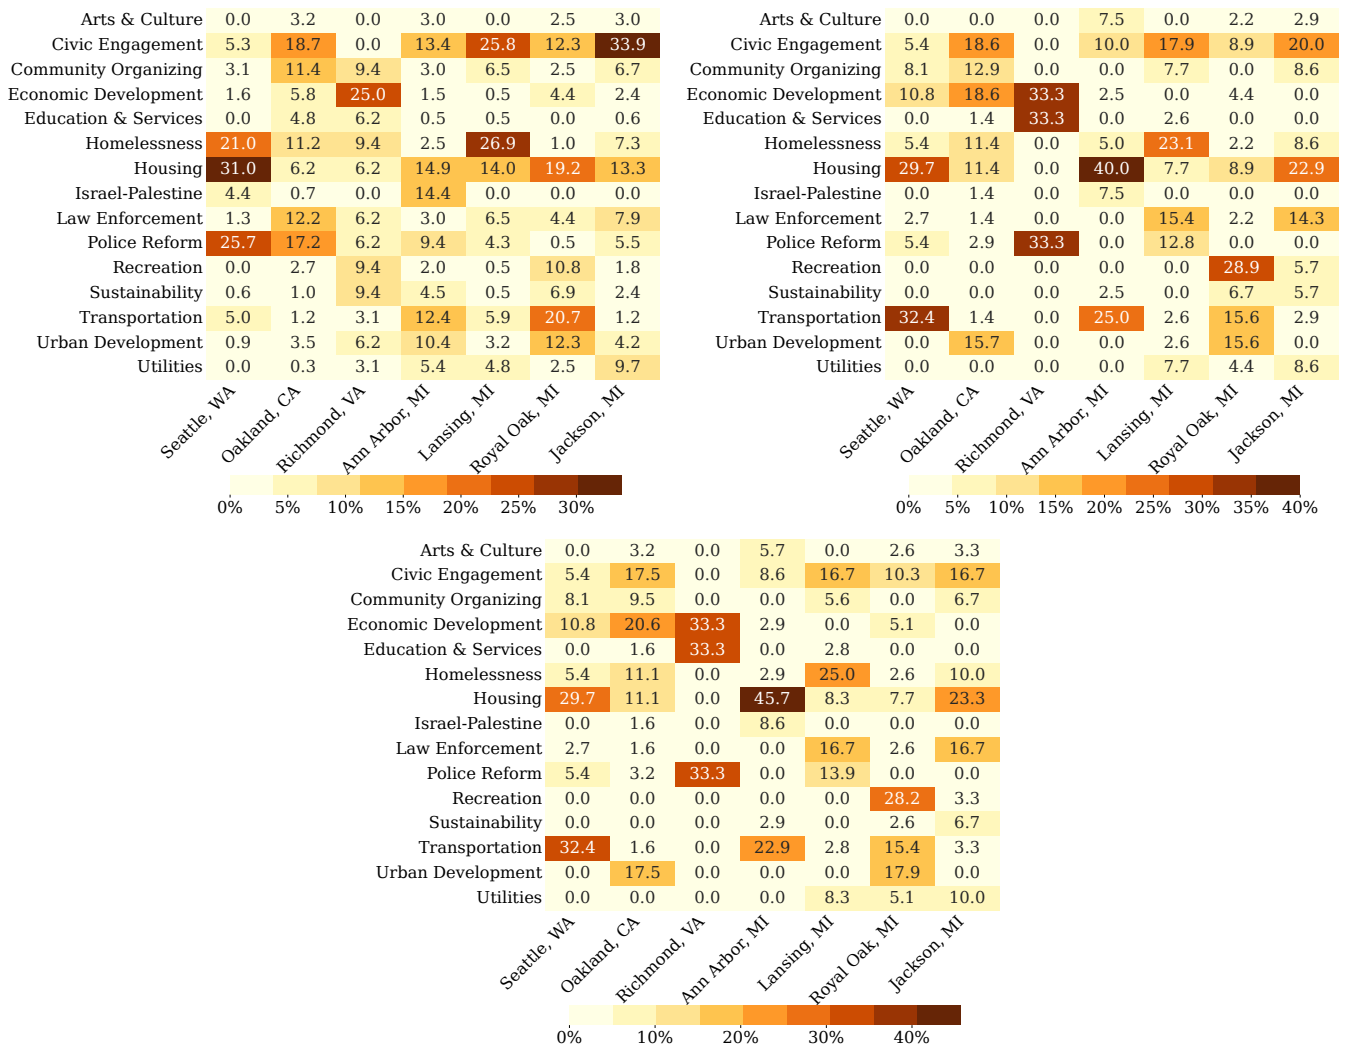 Arts & Culture 0.0 3.2 0.0 3.0 0.0 2.5 3.0
Civic Engagement 5.3 18.7 0.0 13.4 25.8 12.3 33.9
Community Organizing 3.1 11.4 9.4 3.0 6.5 2.5 6.7
Economic Development 1.6 5.8 25.0 1.5 0.5 4.4 2.4
Education & Services 0.0 4.8 6.2 0.5 0.5 0.0 0.6
Homelessness 21.0 11.2 9.4 2.5 26.9 1.0 7.3
Housing 31.0 6.2 6.2 14.9 14.0 19.2 13.3
Israel-Palestine 4.4 0.7 0.0 14.4 0.0 0.0 0.0
Law Enforcement 1.3 12.2 6.2 3.0 6.5 4.4 7.9
Police Reform 25.7 17.2 6.2 9.4 4.3 0.5 5.5
Recreation 0.0 2.7 9.4 2.0 0.5 10.8 1.8
Sustainability 0.6 1.0 9.4 4.5 0.5 6.9 2.4
Transportation 5.0 1.2 3.1 12.4 5.9 20.7 1.2
Urban Development 0.9 3.5 6.2 10.4 3.2 12.3 4.2
Utilities 0.0 0.3 3.1 5.4 4.8 2.5 9.7
Seattle, WA Oakland, CA Richmond, VA Ann Arbor, MI Lansing, MI Royal Oak, MI Jackson, MI
0% 5% 10% 15% 20% 25% 30%
Arts & Culture 0.0 0.0 0.0 7.5 0.0 2.2 2.9
Civic Engagement 5.4 18.6 0.0 10.0 17.9 8.9 20.0
Community Organizing 8.1 12.9 0.0 0.0 7.7 0.0 8.6
Economic Development 10.8 18.6 33.3 2.5 0.0 4.4 0.0
Education & Services 0.0 1.4 33.3 0.0 2.6 0.0 0.0
Homelessness 5.4 11.4 0.0 5.0 23.1 2.2 8.6
Housing 29.7 11.4 0.0 40.0 7.7 8.9 22.9
Israel-Palestine 0.0 1.4 0.0 7.5 0.0 0.0 0.0
Law Enforcement 2.7 1.4 0.0 0.0 15.4 2.2 14.3
Police Reform 5.4 2.9 33.3 0.0 12.8 0.0 0.0
Recreation 0.0 0.0 0.0 0.0 0.0 28.9 5.7
Sustainability 0.0 0.0 0.0 2.5 0.0 6.7 5.7
Transportation 32.4 1.4 0.0 25.0 2.6 15.6 2.9
Urban Development 0.0 15.7 0.0 0.0 2.6 15.6 0.0
Utilities 0.0 0.0 0.0 0.0 7.7 4.4 8.6
Seattle, WA Oakland, CA Richmond, VA Ann Arbor, MI Lansing, MI Royal Oak, MI Jackson, MI
0% 5% 10% 15% 20% 25% 30% 35% 40%
Arts & Culture 0.0 3.2 0.0 5.7 0.0 2.6 3.3
Civic Engagement 5.4 17.5 0.0 8.6 16.7 10.3 16.7
Community Organizing 8.1 9.5 0.0 0.0 5.6 0.0 6.7
Economic Development 10.8 20.6 33.3 2.9 0.0 5.1 0.0
Education & Services 0.0 1.6 33.3 0.0 2.8 0.0 0.0
Homelessness 5.4 11.1 0.0 2.9 25.0 2.6 10.0
Housing 29.7 11.1 0.0 45.7 8.3 7.7 23.3
Israel-Palestine 0.0 1.6 0.0 8.6 0.0 0.0 0.0
Law Enforcement 2.7 1.6 0.0 0.0 16.7 2.6 16.7
Police Reform 5.4 3.2 33.3 0.0 13.9 0.0 0.0
Recreation 0.0 0.0 0.0 0.0 0.0 28.2 3.3
Sustainability 0.0 0.0 0.0 2.9 0.0 2.6 6.7
Transportation 32.4 1.6 0.0 22.9 2.8 15.4 3.3
Urban Development 0.0 17.5 0.0 0.0 0.0 17.9 0.0
Utilities 0.0 0.0 0.0 0.0 8.3 5.1 10.0
Seattle, WA Oakland, CA Richmond, VA Ann Arbor, MI Lansing, MI Royal Oak, MI Jackson, MI
0% 10% 20% 30% 40%